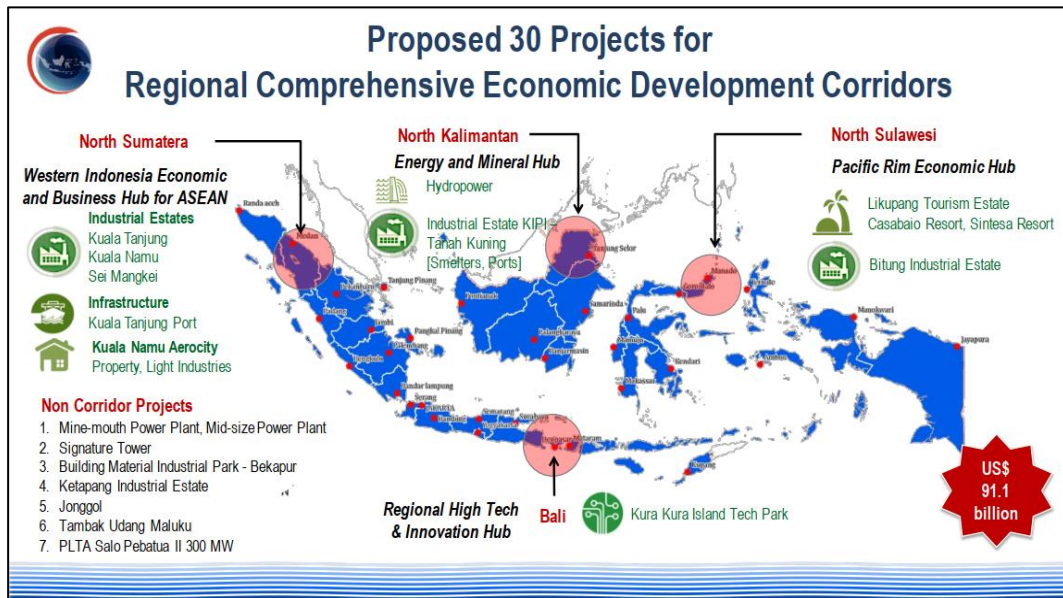 Proposed 30 Projects for
Regional Comprehensive Economic Development Corridors
North Sumatera
Western Indonesia Economic
and Business Hub for ASEAN
Industrial Estates
Kuala Tanjung
Kuala Namu
Sei Mangkei
Infrastructure
Kuala Tanjung Port
Kuala Namu Aerocity
Property, Light Industries
North Kalimantan
Energy and Mineral Hub
Hydropower
Industrial Estate KIPI
Tanah Kuning
[Smelters, Ports]
North Sulawesi
Pacific Rim Economic Hub
Likupang Tourism Estate
Casabaio Resort, Sintesa Resort
Bitung Industrial Estate
Medan
Pekanbaru
Tanjung Pinang
Padang
Jambi
Pangkal Pinang
Palembang
Bengkulu
Bandar lampung
Serang
JAKARTA
Bandung
Semarang
Yogyakarta
Surabaya
Denpasar
Mataram
Kupang
Pontianak
Palangkaraya
Banjarmasin
Samarinda
Tanjung Selor
Palu
Mamuju
Makassar
Kendari
Gorontalo
Manado
Ternate
Ambon
Manokwari
Jayapura
Non Corridor Projects
1. Mine-mouth Power Plant, Mid-size Power Plant
2. Signature Tower
3. Building Material Industrial Park - Bekapur
4. Ketapang Industrial Estate
5. Jonggol
6. Tambak Udang Maluku
7. PLTA Salo Pebatua II 300 MW
Regional High Tech
& Innovation Hub
Bali
Kura Kura Island Tech Park
US$
91.1
billion